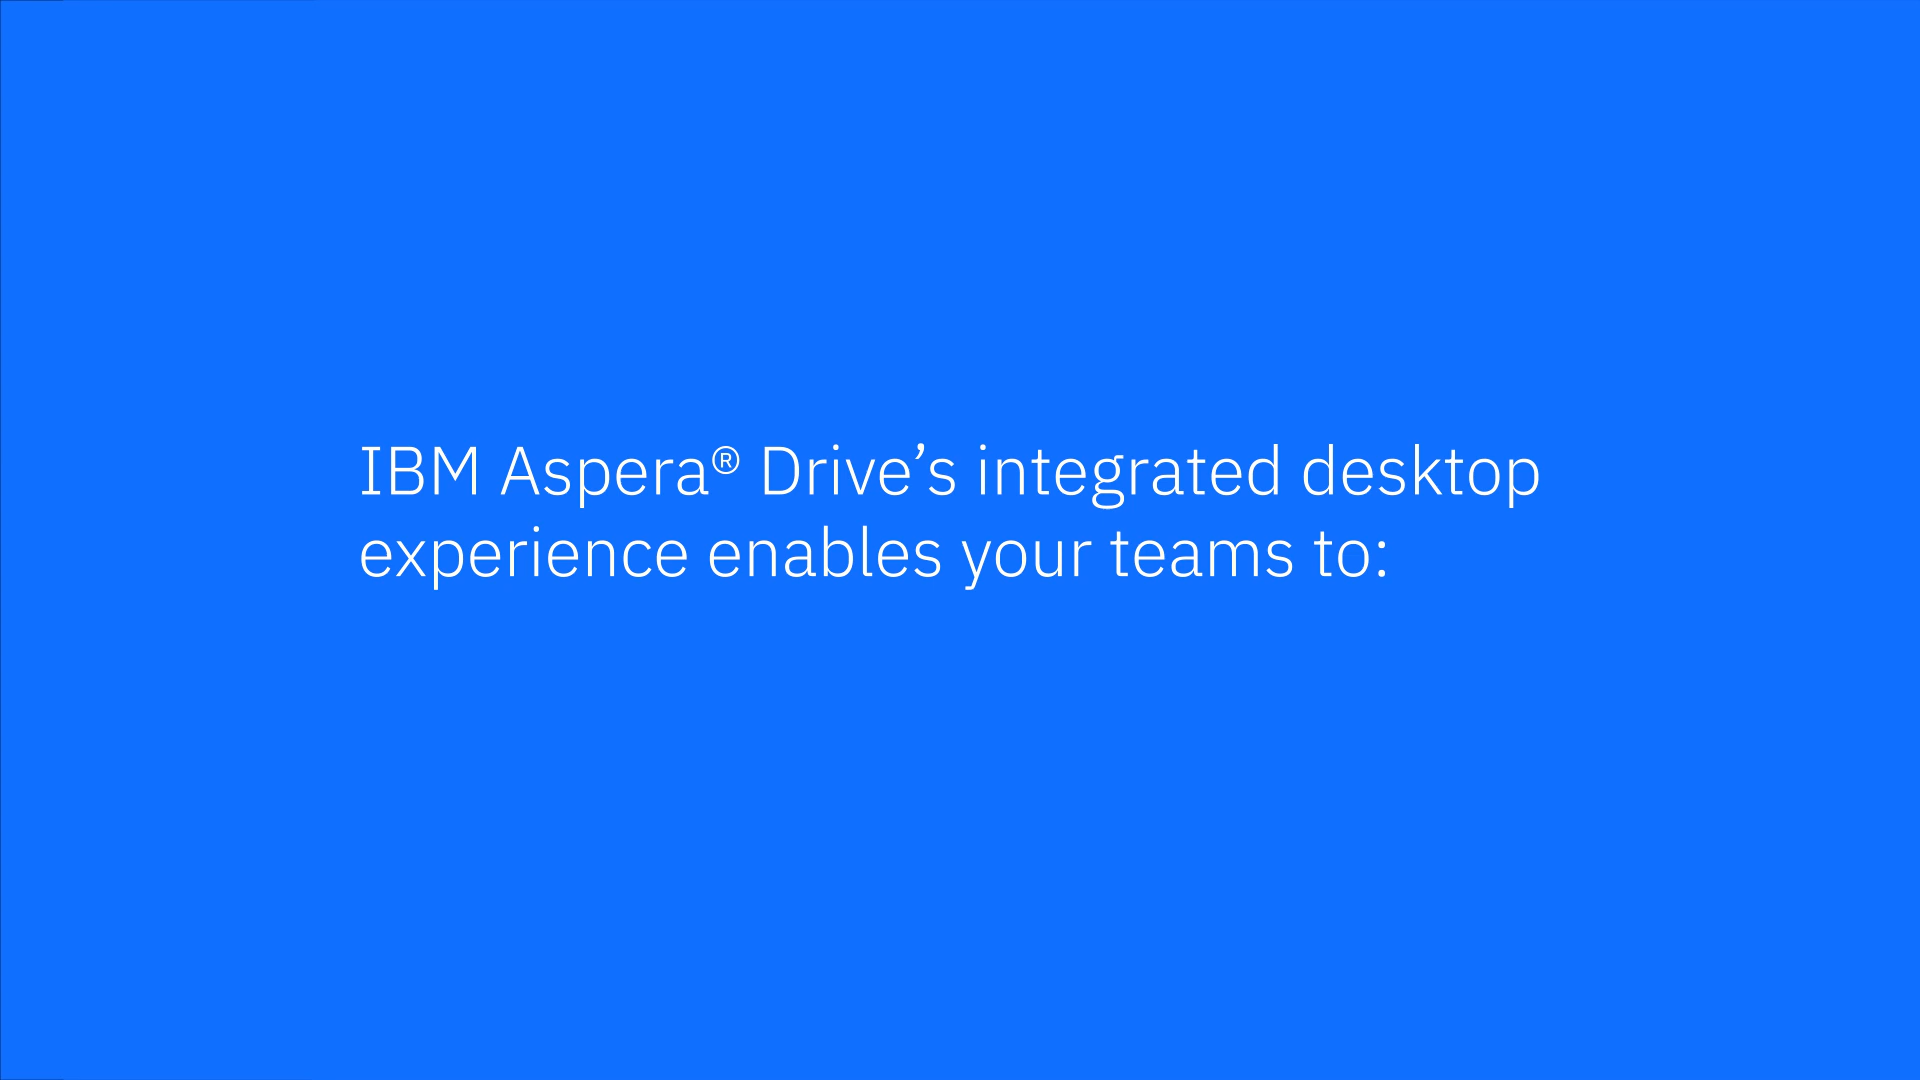 IBM Aspera® Drive’s integrated desktop
experience enables your teams to: